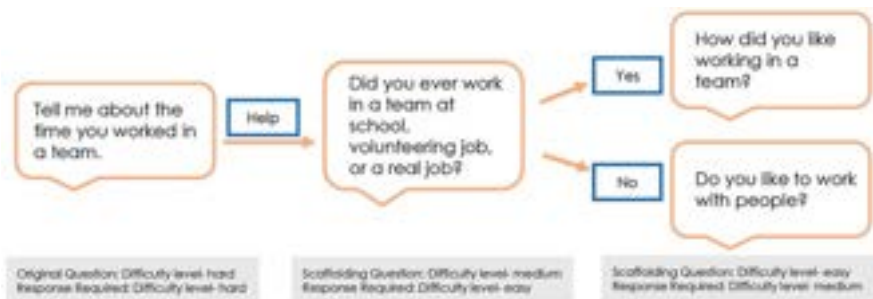 Tell me about the
time you worked in
a team.
Help
Did you ever work
in a team at
school,
volunteering job,
or a real job?
Yes
How did you like
working in a
team?
No
Do you like to work
with people?
Original Question: Difficulty level- hard
Response Required: Difficulty level- hard
Scaffolding Question: Difficulty level- medium
Response Required: Difficulty level- easy
Scaffolding Question: Difficulty level- easy
Response Required: Difficulty level- medium